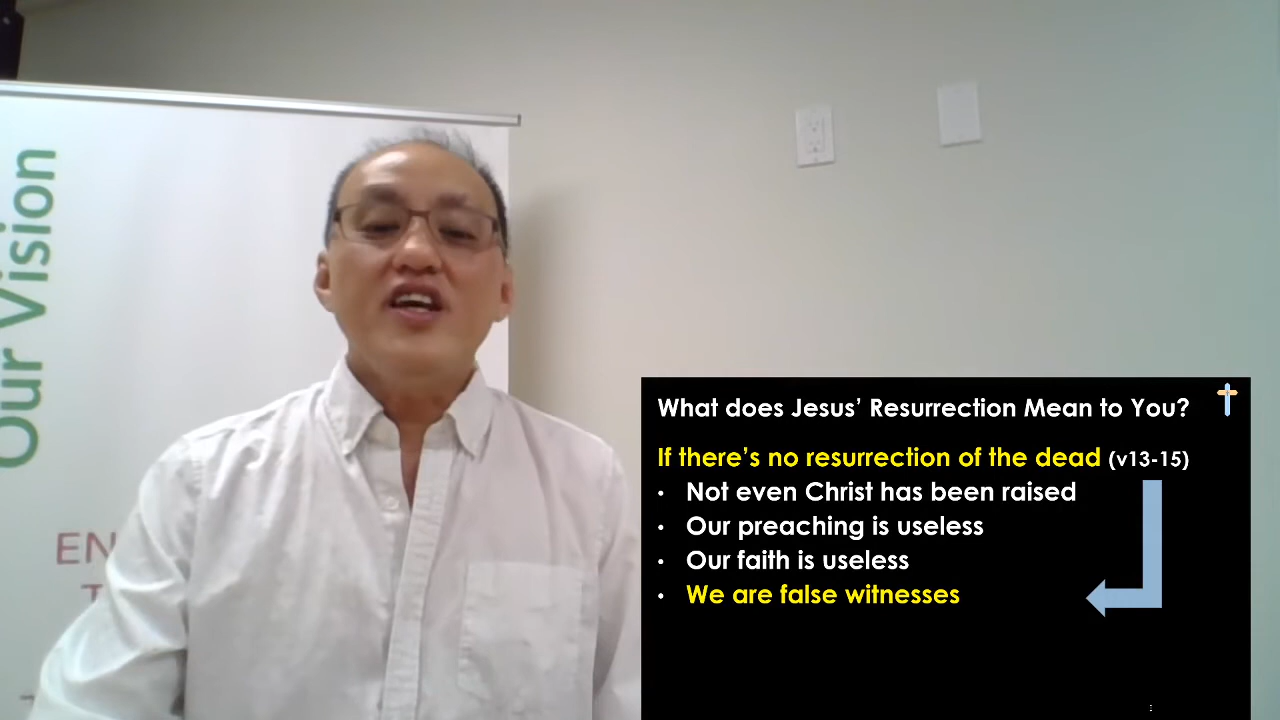 Our Vision
EN
What does Jesus’ Resurrection Mean to You?
If there’s no resurrection of the dead (v13-15)
• Not even Christ has been raised
• Our preaching is useless
• Our faith is useless
• We are false witnesses